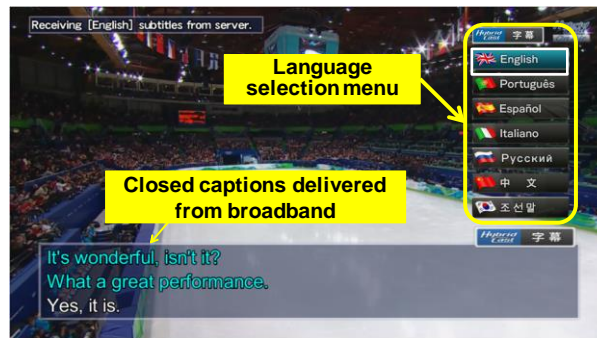 Receiving [English] subtitles from server.
Hybrid Cast 字幕
English
Português
Español
Italiano
Русский
中 文
조선말
Hybrid Cast 字幕
Language
selection menu
Closed captions delivered
from broadband
It's wonderful, isn't it?
What a great performance.
Yes, it is.